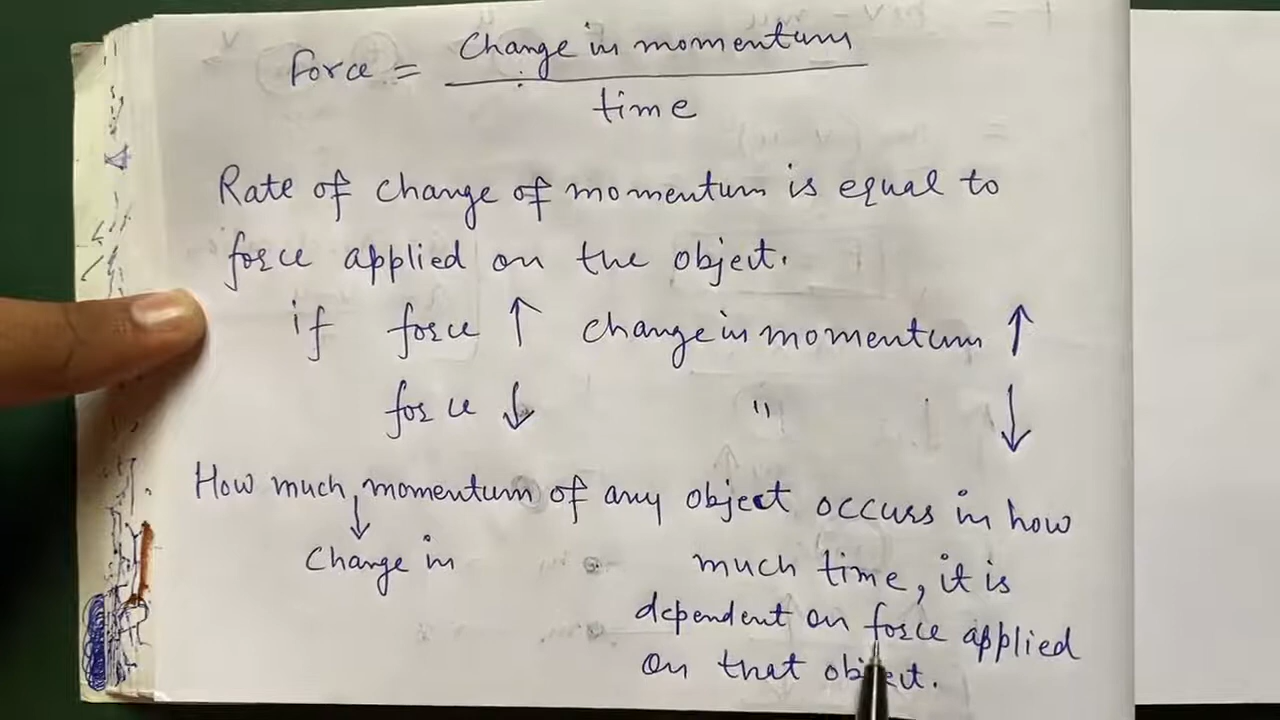 Force = Change in momentum
time
Rate of change of momentum is equal to
force applied on the object.
if force ↑ change in momentum ↑
force ↓ " ↓
How much momentum of any object occurs in how
Change in much time, it is
dependent on force applied
on that object.